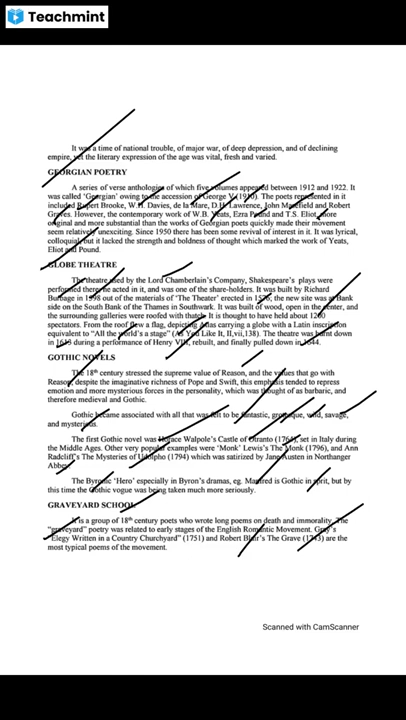 Teachmint
It was a time of national trouble, of major war, of deep depression, and of declining
empire, yet the literary expression of the age was vital, fresh and varied.
GEORGIAN POETRY
A series of verse anthologies of which five volumes appeared between 1912 and 1922. It
was called 'Georgian' owing to the accession of George V (1910). The poets represented in it
included Rupert Brooke, W.H. Davies, de la Mare, D.H. Lawrence, John Masefield and Robert
Graves. However, the contemporary work of W.B. Yeats, Ezra Pound and T.S. Eliot, more
original and more substantial than the works of Georgian poets quickly made their movement
seem relatively unexciting. Since 1950 there has been some revival of interest in it. It was lyrical,
colloquial but it lacked the strength and boldness of thought which marked the work of Yeats,
Eliot and Pound.
GLOBE THEATRE
The theatre used by the Lord Chamberlain's Company, Shakespeare's plays were
performed there, he acted in it, and was one of the share-holders. It was built by Richard
Burbage in 1598 out of the materials of 'The Theater' erected in 1576, the new site was at Bank
side on the South Bank of the Thames in Southwark. It was built of wood, open in the center, and
the surrounding galleries were roofed with thatch. It is thought to have held about 1200
spectators. From the roof flew a flag, depicting Atlas carrying a globe with a Latin inscription
equivalent to "All the world's a stage" (As You Like It, II,vii,138). The theatre was burnt down
in 1613 during a performance of Henry VIII, rebuilt, and finally pulled down in 1644.
GOTHIC NOVELS
The 18th century stressed the supreme value of Reason, and the values that go with
Reason, despite the imaginative richness of Pope and Swift, this emphasis tended to repress
emotion and more mysterious forces in the personality, which was thought of as barbaric, and
therefore medieval and Gothic.
Gothic became associated with all that was felt to be fantastic, grotesque, wild, savage,
and mysterious.
The first Gothic novel was Horace Walpole's Castle of Otranto (1764), set in Italy during
the Middle Ages. Other very popular examples were 'Monk' Lewis's The Monk (1796), and Ann
Radcliff's The Mysteries of Udolpho (1794) which was satirized by Jane Austen in Northanger
Abbey.
The Byronic 'Hero' especially in Byron's dramas, eg. Manfred is Gothic in sprit, but by
this time the Gothic vogue was being taken much more seriously.
GRAVEYARD SCHOOL
It is a group of 18th century poets who wrote long poems on death and immorality. The
"graveyard" poetry was related to early stages of the English Romantic Movement. Gray's
"Elegy Written in a Country Churchyard" (1751) and Robert Blair's The Grave (1743) are the
most typical poems of the movement.
Scanned with CamScanner